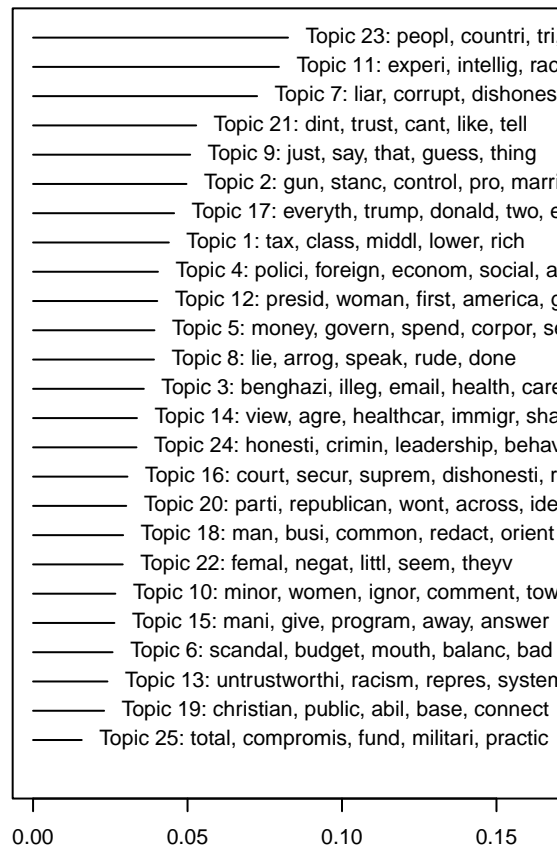 Topic 23: peopl, countri, tri,
Topic 11: experi, intellig, rac
Topic 7: liar, corrupt, dishones
Topic 21: dint, trust, cant, like, tell
Topic 9: just, say, that, guess, thing
Topic 2: gun, stanc, control, pro, marri
Topic 17: everyth, trump, donald, two, e
Topic 1: tax, class, middl, lower, rich
Topic 4: polici, foreign, econom, social, a
Topic 12: presid, woman, first, america, g
Topic 5: money, govern, spend, corpor, se
Topic 8: lie, arrog, speak, rude, done
Topic 3: benghazi, illeg, email, health, care
Topic 14: view, agre, healthcar, immigr, sha
Topic 24: honesti, crimin, leadership, behav
Topic 16: court, secur, suprem, dishonesti, r
Topic 20: parti, republican, wont, across, ide
Topic 18: man, busi, common, redact, orient
Topic 22: femal, negat, littl, seem, theyv
Topic 10: minor, women, ignor, comment, tow
Topic 15: mani, give, program, away, answer
Topic 6: scandal, budget, mouth, balanc, bad
Topic 13: untrustworthi, racism, repres, system
Topic 19: christian, public, abil, base, connect
Topic 25: total, compromis, fund, militari, practic
0.00 0.05 0.10 0.15